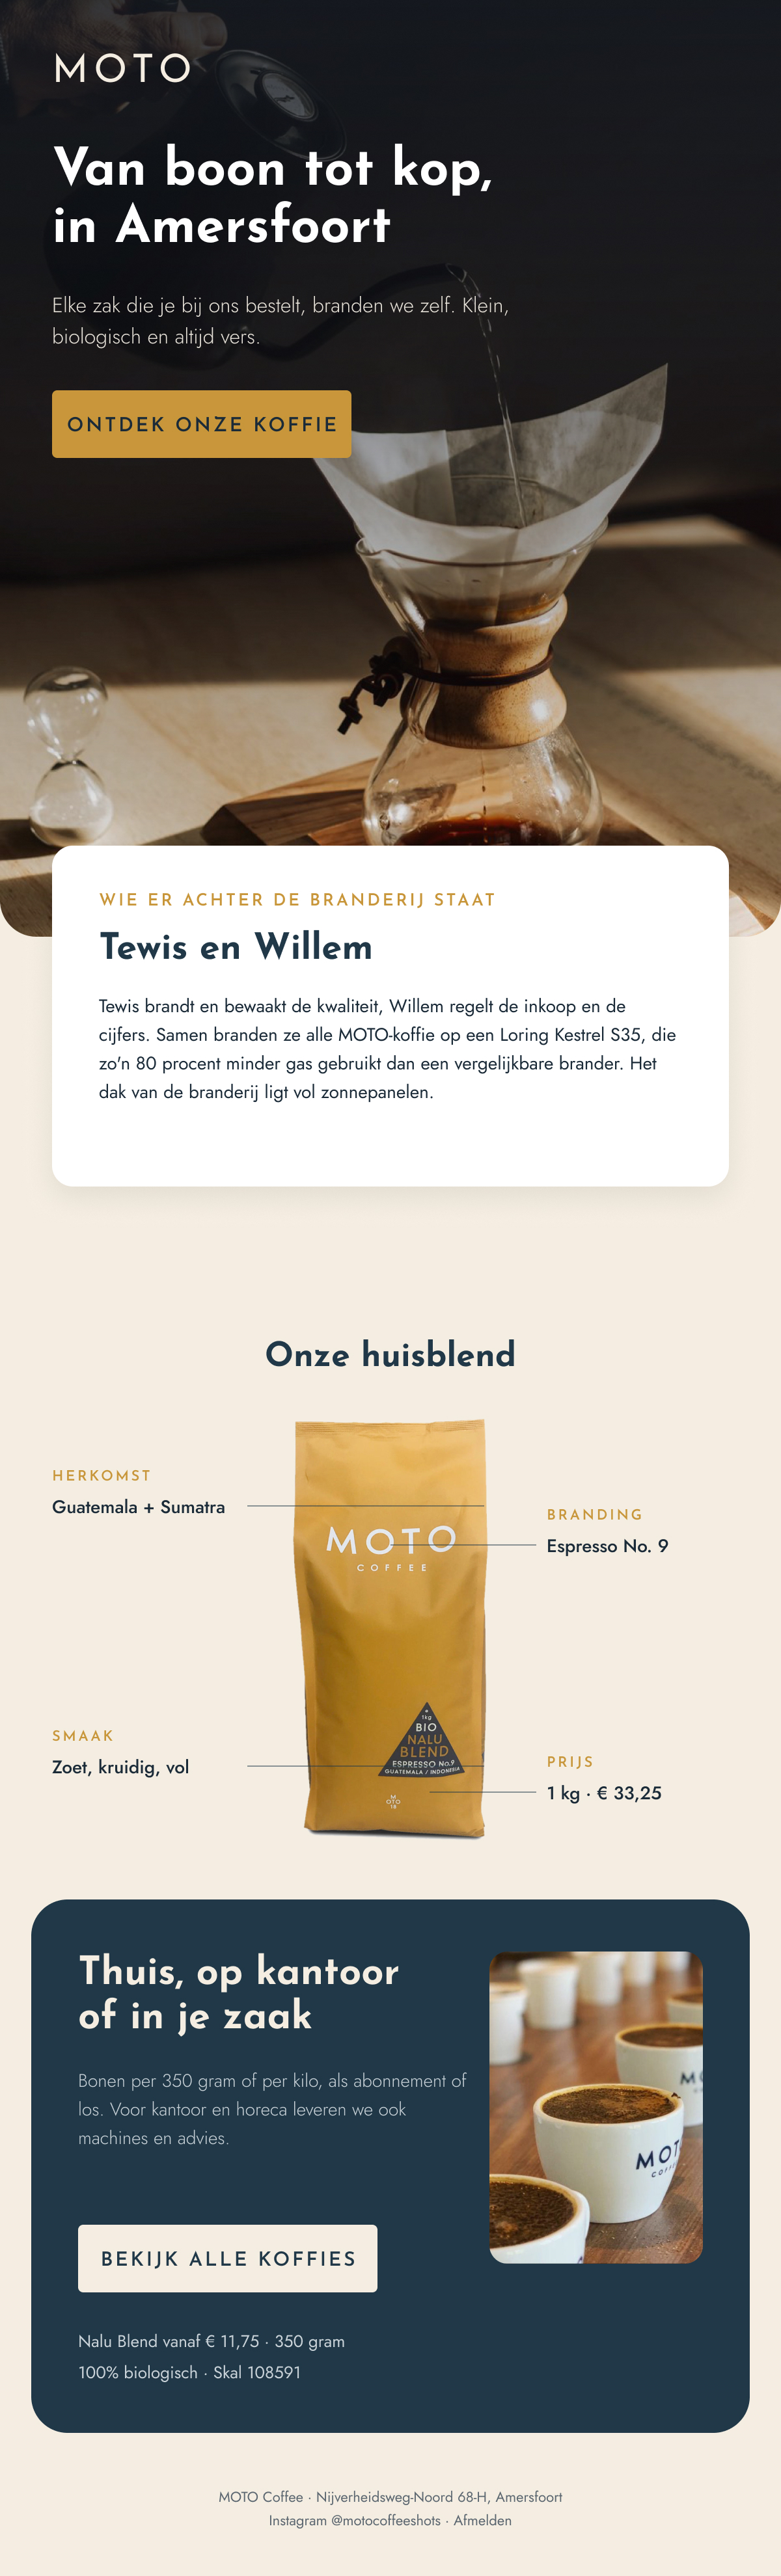 MOTO
Van boon tot kop,
in Amersfoort
Elke zak die je bij ons bestelt, branden we zelf. Klein,
biologisch en altijd vers.
ONTDEK ONZE KOFFIE
WIE ER ACHTER DE BRANDERIJ STAAT
Tewis en Willem
Tewis brandt en bewaakt de kwaliteit, Willem regelt de inkoop en de
cijfers. Samen branden ze alle MOTO-koffie op een Loring Kestrel S35, die
zo'n 80 procent minder gas gebruikt dan een vergelijkbare brander. Het
dak van de branderij ligt vol zonnepanelen.
Onze huisblend
HERKOMST
Guatemala + Sumatra
BRANDING
Espresso No. 9
MOTO
COFFEE
SMAAK
Zoet, kruidig, vol
1kg
BIO
NALU
BLEND
ESPRESSO No.9
GUATEMALA / INDONESIA
M
OTO
18
PRIJS
1 kg · € 33,25
Thuis, op kantoor
of in je zaak
Bonen per 350 gram of per kilo, als abonnement of
los. Voor kantoor en horeca leveren we ook
machines en advies.
MOT
COFF
BEKIJK ALLE KOFFIES
Nalu Blend vanaf € 11,75 · 350 gram
100% biologisch · Skal 108591
MOTO Coffee · Nijverheidsweg-Noord 68-H, Amersfoort
Instagram @motocoffeeshots · Afmelden